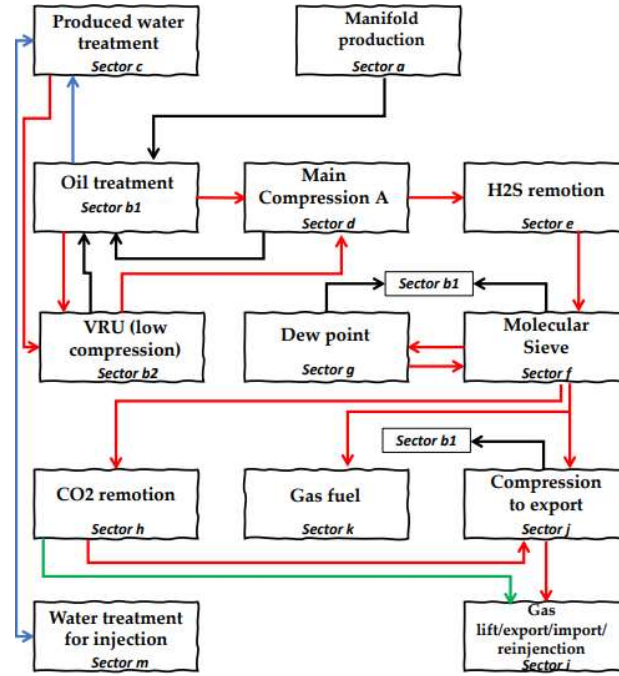 Produced water
treatment
Sector c
Manifold
production
Sector a
Oil treatment
Sector b1
Main
Compression A
Sector d
H2S remotion
Sector e
VRU (low
compression)
Sector b2
Sector b1
Dew point
Sector g
Molecular
Sieve
Sector f
Sector b1
CO2 remotion
Sector h
Gas fuel
Sector k
Compression
to export
Sector j
Water treatment
for injection
Sector m
Gas
lift/export/import/
reinjenction
Sector i